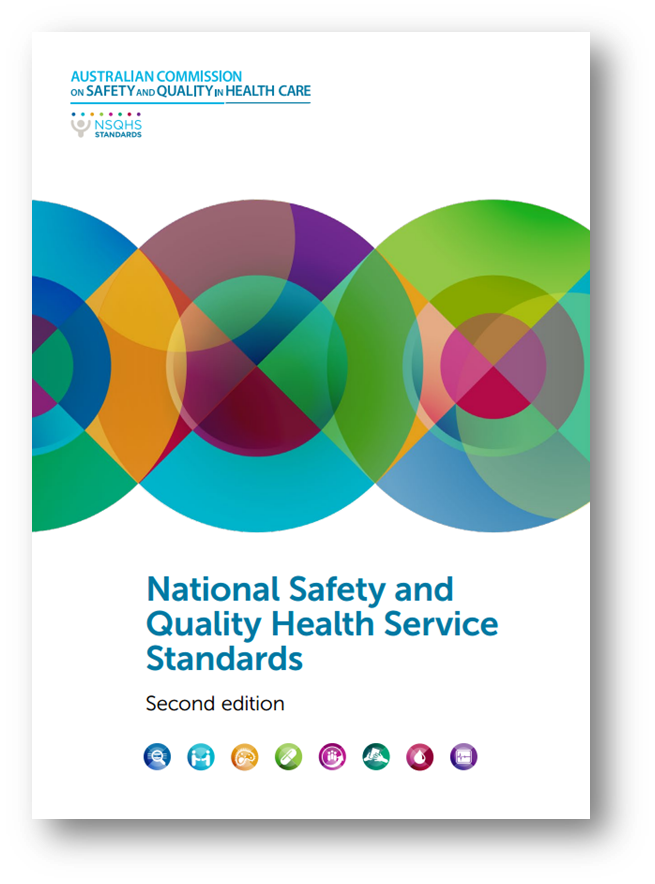 AUSTRALIAN COMMISSION
ON SAFETY AND QUALITY IN HEALTH CARE
NSQHS
STANDARDS
National Safety and
Quality Health Service
Standards
Second edition